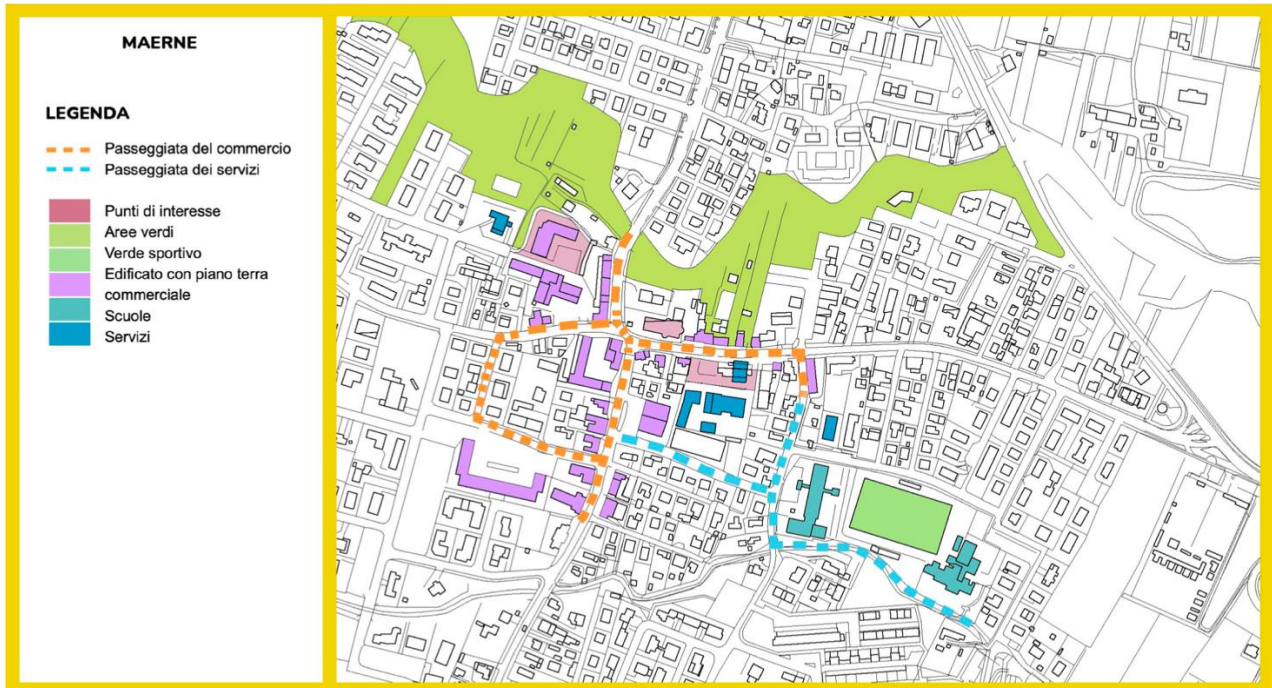 MAERNE
LEGENDA
Passeggiata del commercio
Passeggiata dei servizi
Punti di interesse
Aree verdi
Verde sportivo
Edificato con piano terra
commerciale
Scuole
Servizi